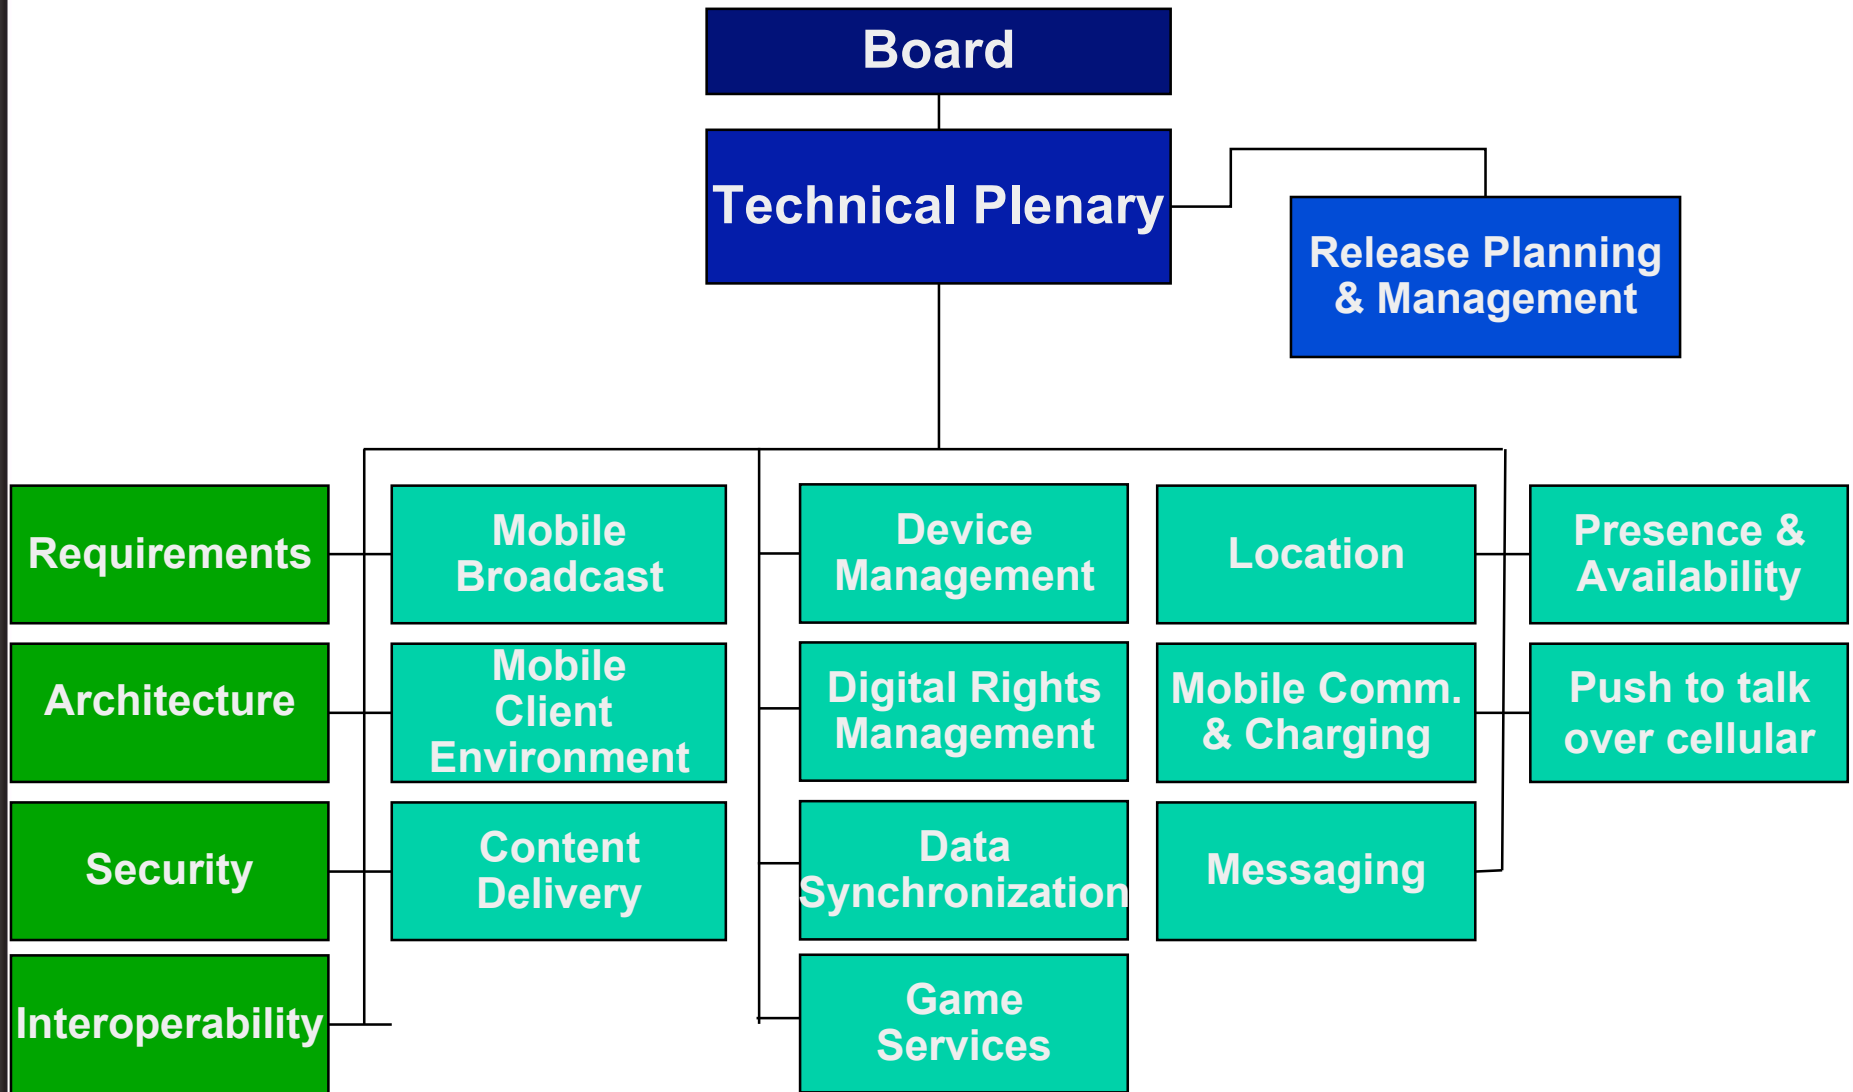 Board
Technical Plenary
Release Planning
& Management
Requirements
Mobile
Broadcast
Device
Management
Location
Presence &
Availability
Architecture
Mobile
Client
Environment
Digital Rights
Management
Mobile Comm.
& Charging
Push to talk
over cellular
Security
Content
Delivery
Data
Synchronization
Messaging
Interoperability
Game
Services